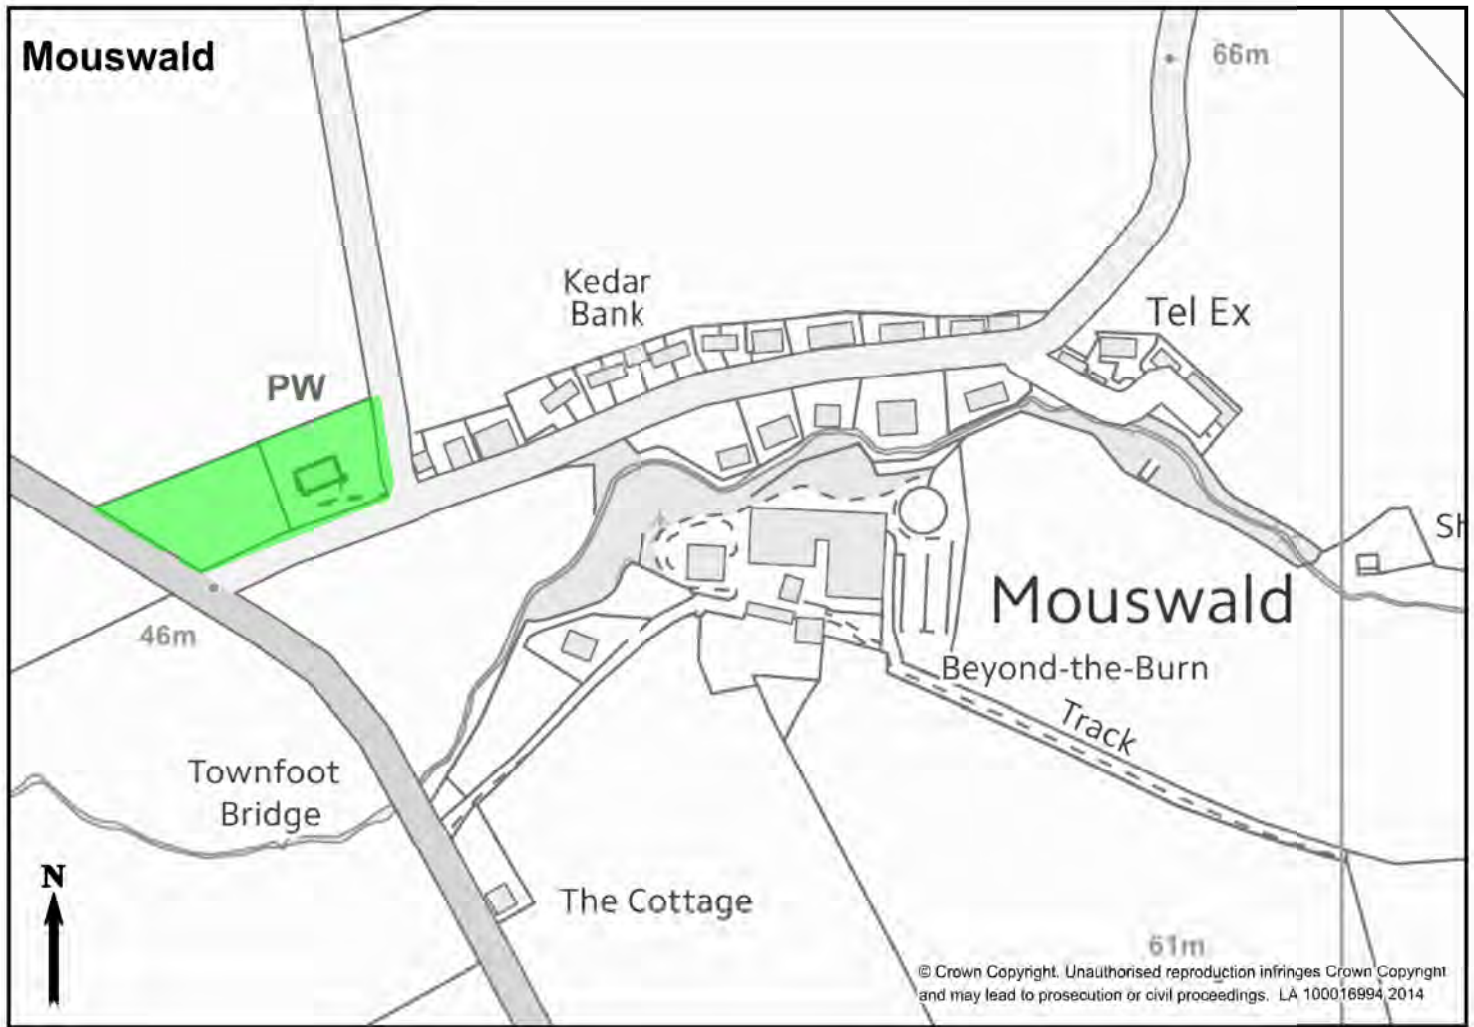 Mouswald
66m
Kedar
Bank
Tel Ex
PW
Sh
Mouswald
46m
Beyond-the-Burn
Track
Townfoot
Bridge
N
The Cottage
61m
© Crown Copyright. Unauthorised reproduction infringes Crown Copyright
and may lead to prosecution or civil proceedings. LA 100016994 2014